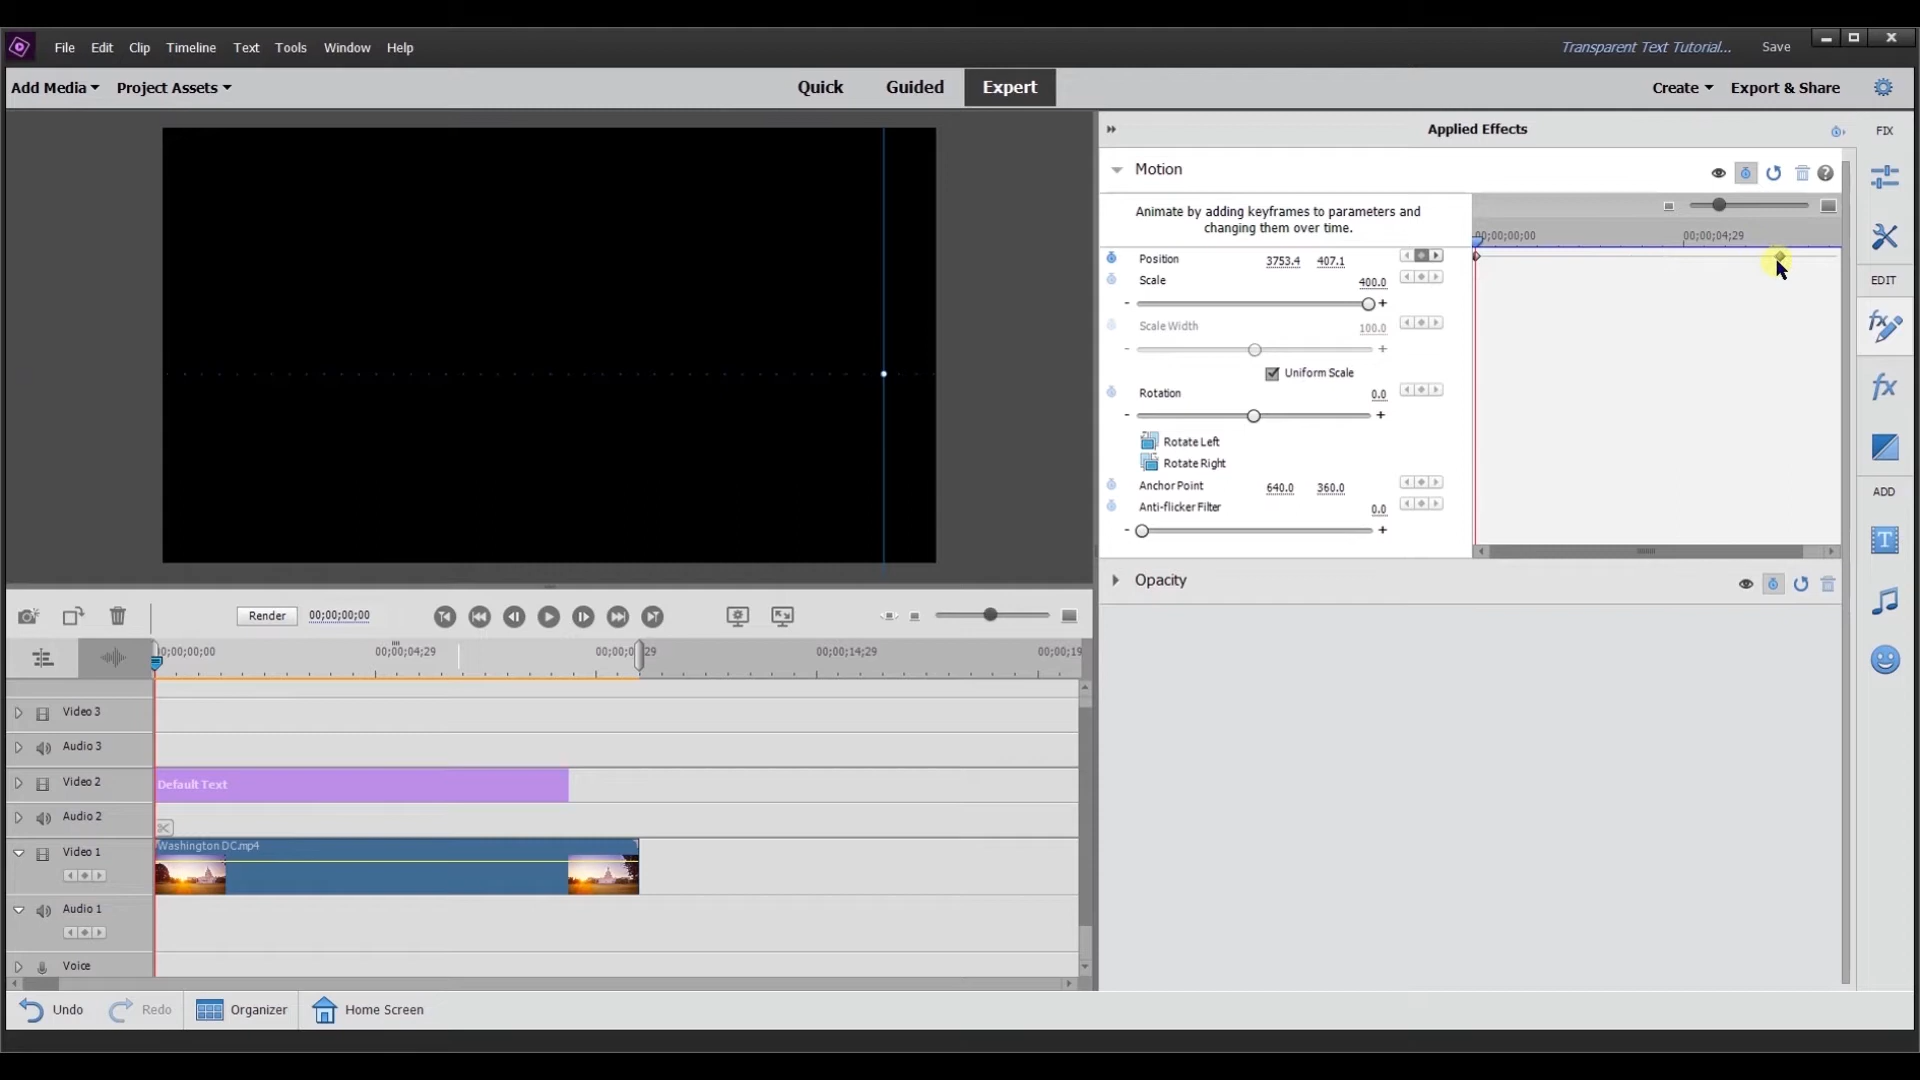 File Edit Clip Timeline Text Tools Window Help
Transparent Text Tutorial... Save
Add Media Project Assets
Quick Guided Expert
Create Export & Share
Applied Effects
FIX
Motion
Animate by adding keyframes to parameters and
changing them over time.
;00;00;00 00;00;04;29
Position 3753.4 407.1
Scale
400.0
EDIT
Scale Width
100.0
Uniform Scale
Rotation 0.0
Rotate Left
Rotate Right
Anchor Point 640.0 360.0
ADD
Anti-flicker Filter 0.0
Opacity
Render 00;00;00;00
0;00;00;00 00;00;04;29 00;00;0 29 00;00;14;29 00;00;19
Video 3
Audio 3
Video 2
Default Text
Audio 2
Video 1
Washington DC.mp4
Audio 1
Voice
Undo Redo Organizer Home Screen